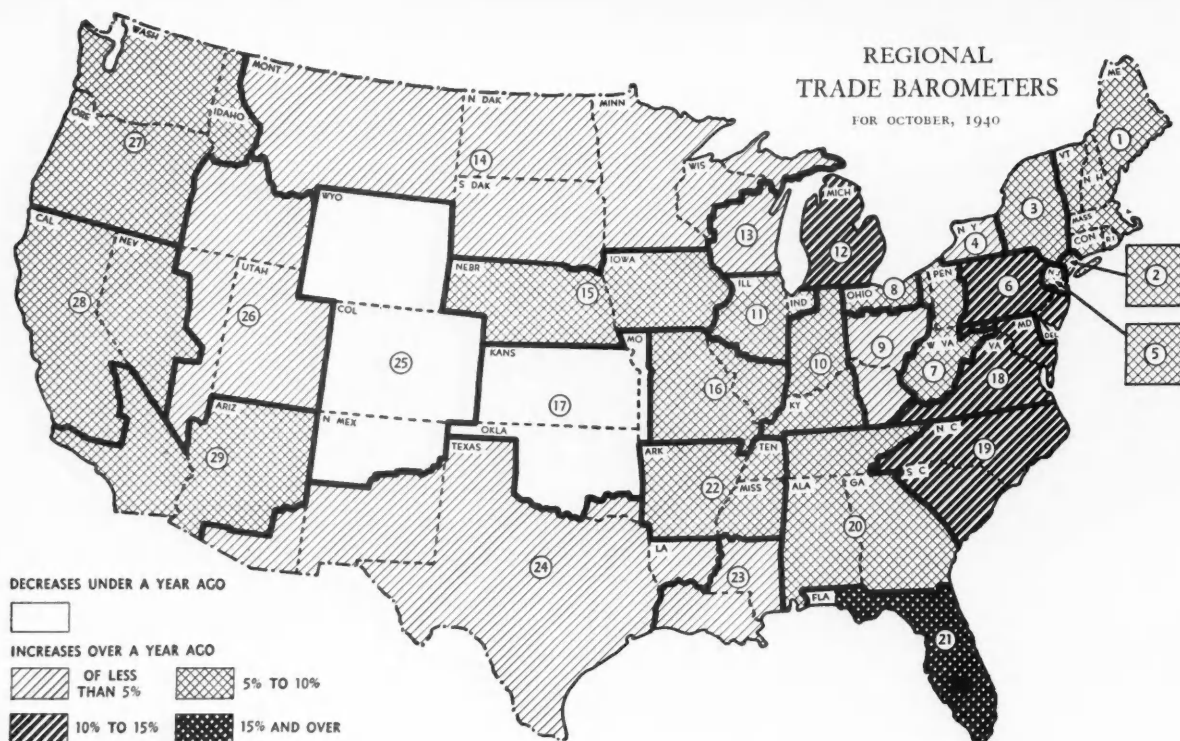 REGIONAL
TRADE BAROMETERS
FOR OCTOBER, 1940
WASH
MONT
N DAK
MINN
ME
1
ORE
IDAHO
27
14
S DAK
WIS
MICH
VT
N H
3
MASS
CON
R I
N Y
4
2
WYO
13
12
CAL
NEV
UTAH
NEBR
15
IOWA
ILL
11
IND
OHIO
8
PEN
6
N J
5
28
26
COL
25
KANS
17
MO
16
10
9
W VA
7
MD
DEL
VA
18
KY
ARIZ
29
N MEX
OKLA
TEXAS
ARK
22
TEN
MISS
ALA
GA
20
N C
19
S C
24
LA
23
FLA
21
DECREASES UNDER A YEAR AGO
INCREASES OVER A YEAR AGO
OF LESS
THAN 5%
5% TO 10%
10% TO 15%
15% AND OVER